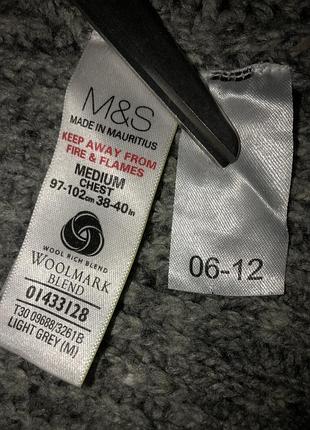 M&S
MADE IN MAURITIUS
KEEP AWAY FROM
FIRE & FLAMES
MEDIUM
CHEST
97-102cm 38-40in
WOOL RICH BLEND
WOOLMARK
BLEND
01433128
T30 09688/3261B
LIGHT GREY (M)
06-12